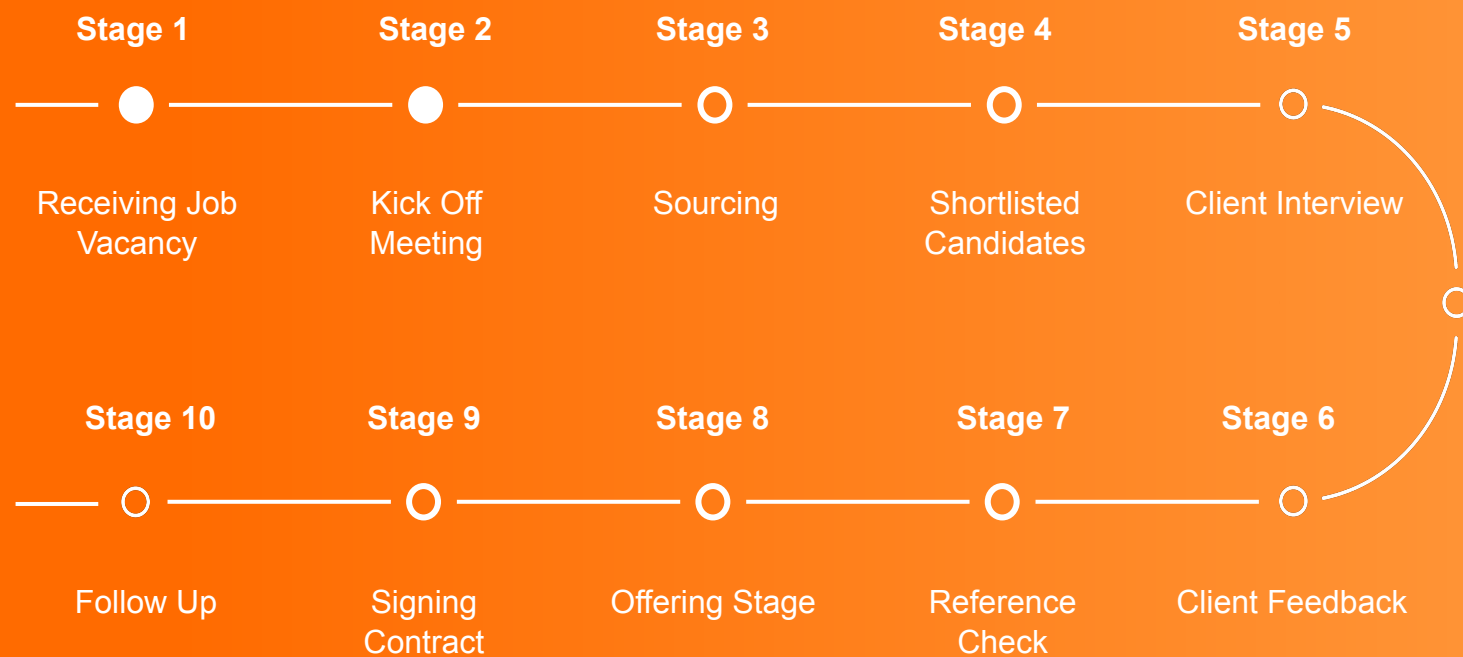 Stage 1
Stage 2
Stage 3
Stage 4
Stage 5
Receiving Job
Vacancy
Kick Off
Meeting
Sourcing
Shortlisted
Candidates
Client Interview
Stage 10
Stage 9
Stage 8
Stage 7
Stage 6
Follow Up
Signing
Contract
Offering Stage
Reference
Check
Client Feedback